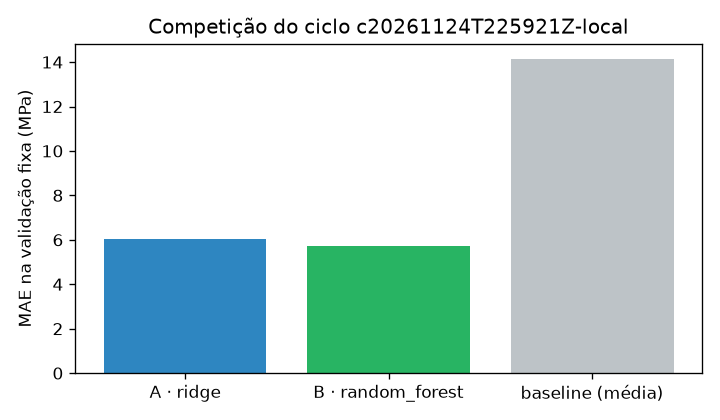 Competição do ciclo c20261124T225921Z-local
MAE na validação fixa (MPa)
14
12
10
8
6
4
2
0
A · ridge
B · random_forest
baseline (média)